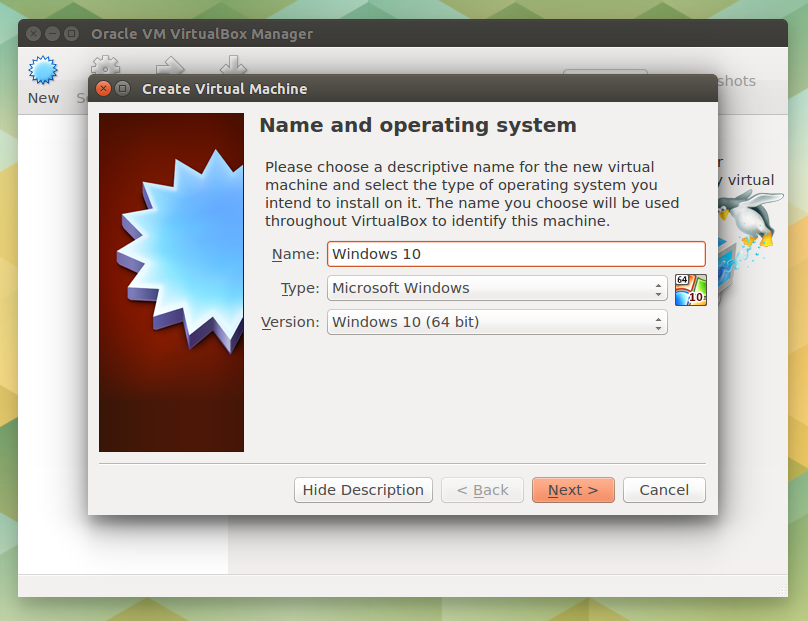 Oracle VM VirtualBox Manager
New
shots
Create Virtual Machine
Name and operating system
Please choose a descriptive name for the new virtual
machine and select the type of operating system you
intend to install on it. The name you choose will be used
throughout VirtualBox to identify this machine.
virtual
Name: Windows 10
Type: Microsoft Windows
64
10
Version: Windows 10 (64 bit)
Hide Description
< Back
Next >
Cancel